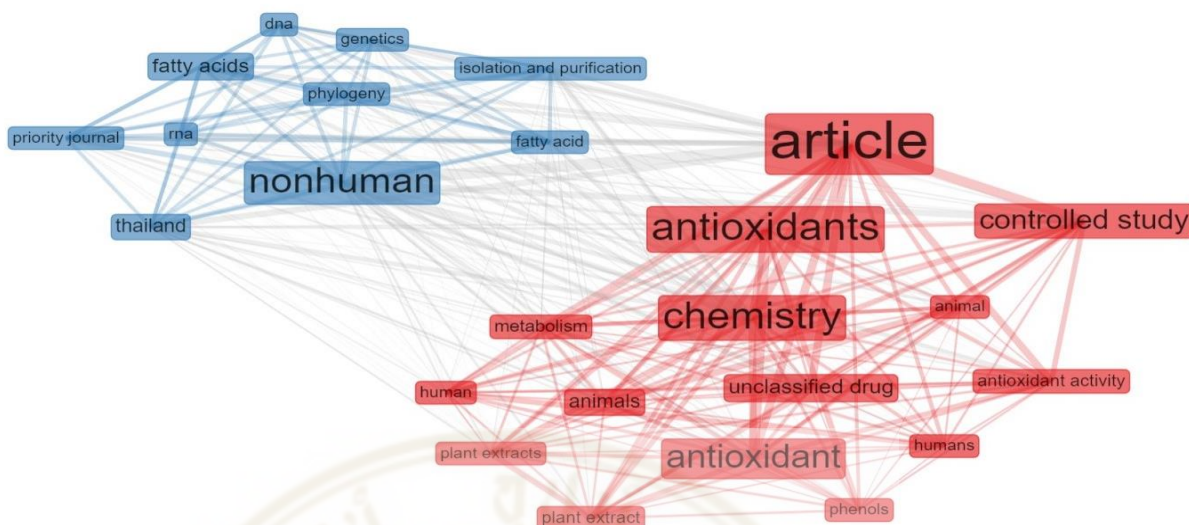 dna
genetics
fatty acids
isolation and purification
phylogeny
priority journal
rna
fatty acid
article
nonhuman
thailand
antioxidants
controlled study
chemistry
animal
metabolism
human
animals
unclassified drug
antioxidant activity
plant extracts
antioxidant
humans
plant extract
phenols